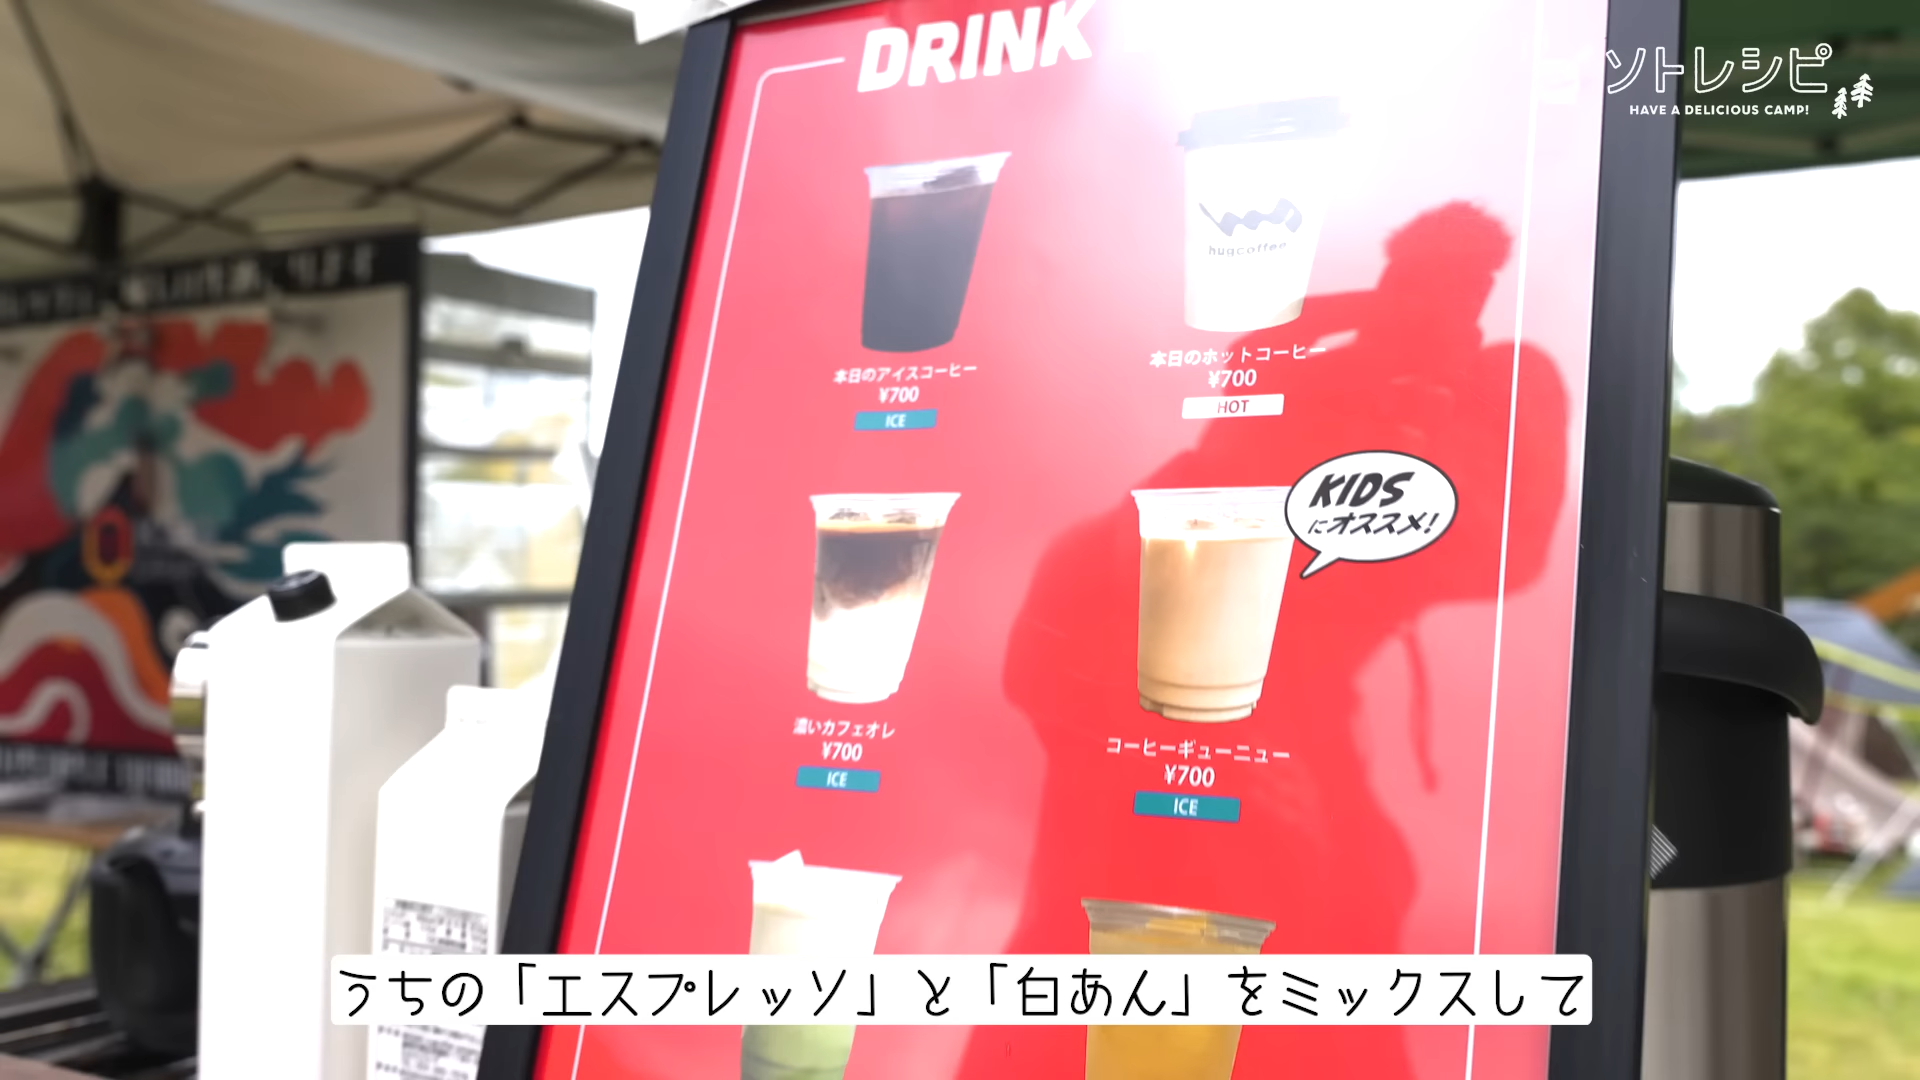 DRINK
ソトレシピ
HAVE A DELICIOUS CAMP!
hugcoffee
本日のアイスコーヒー
¥700
ICE
本日のホットコーヒー
¥700
HOT
KIDS
にオススメ!
濃いカフェオレ
¥700
ICE
コーヒーギューニュー
¥700
ICE
うちの「エスプレッソ」と「白あん」をミックスして